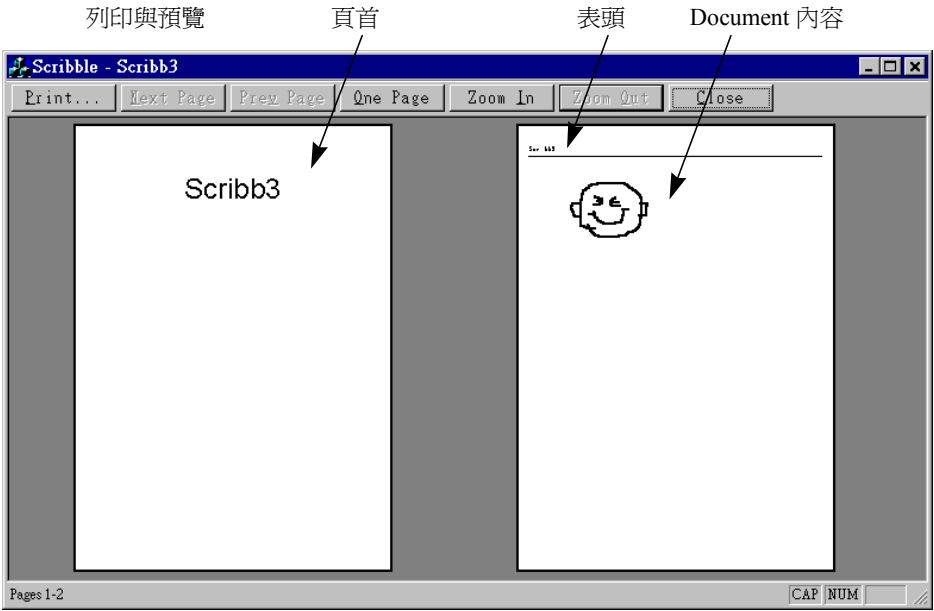 列印與預覽 頁首 表頭 Document 內容
Scribble - Scribb3
Print... Next Page Prev Page One Page Zoom In Zoom Out Close
Scribb3
Pages 1-2 CAP NUM